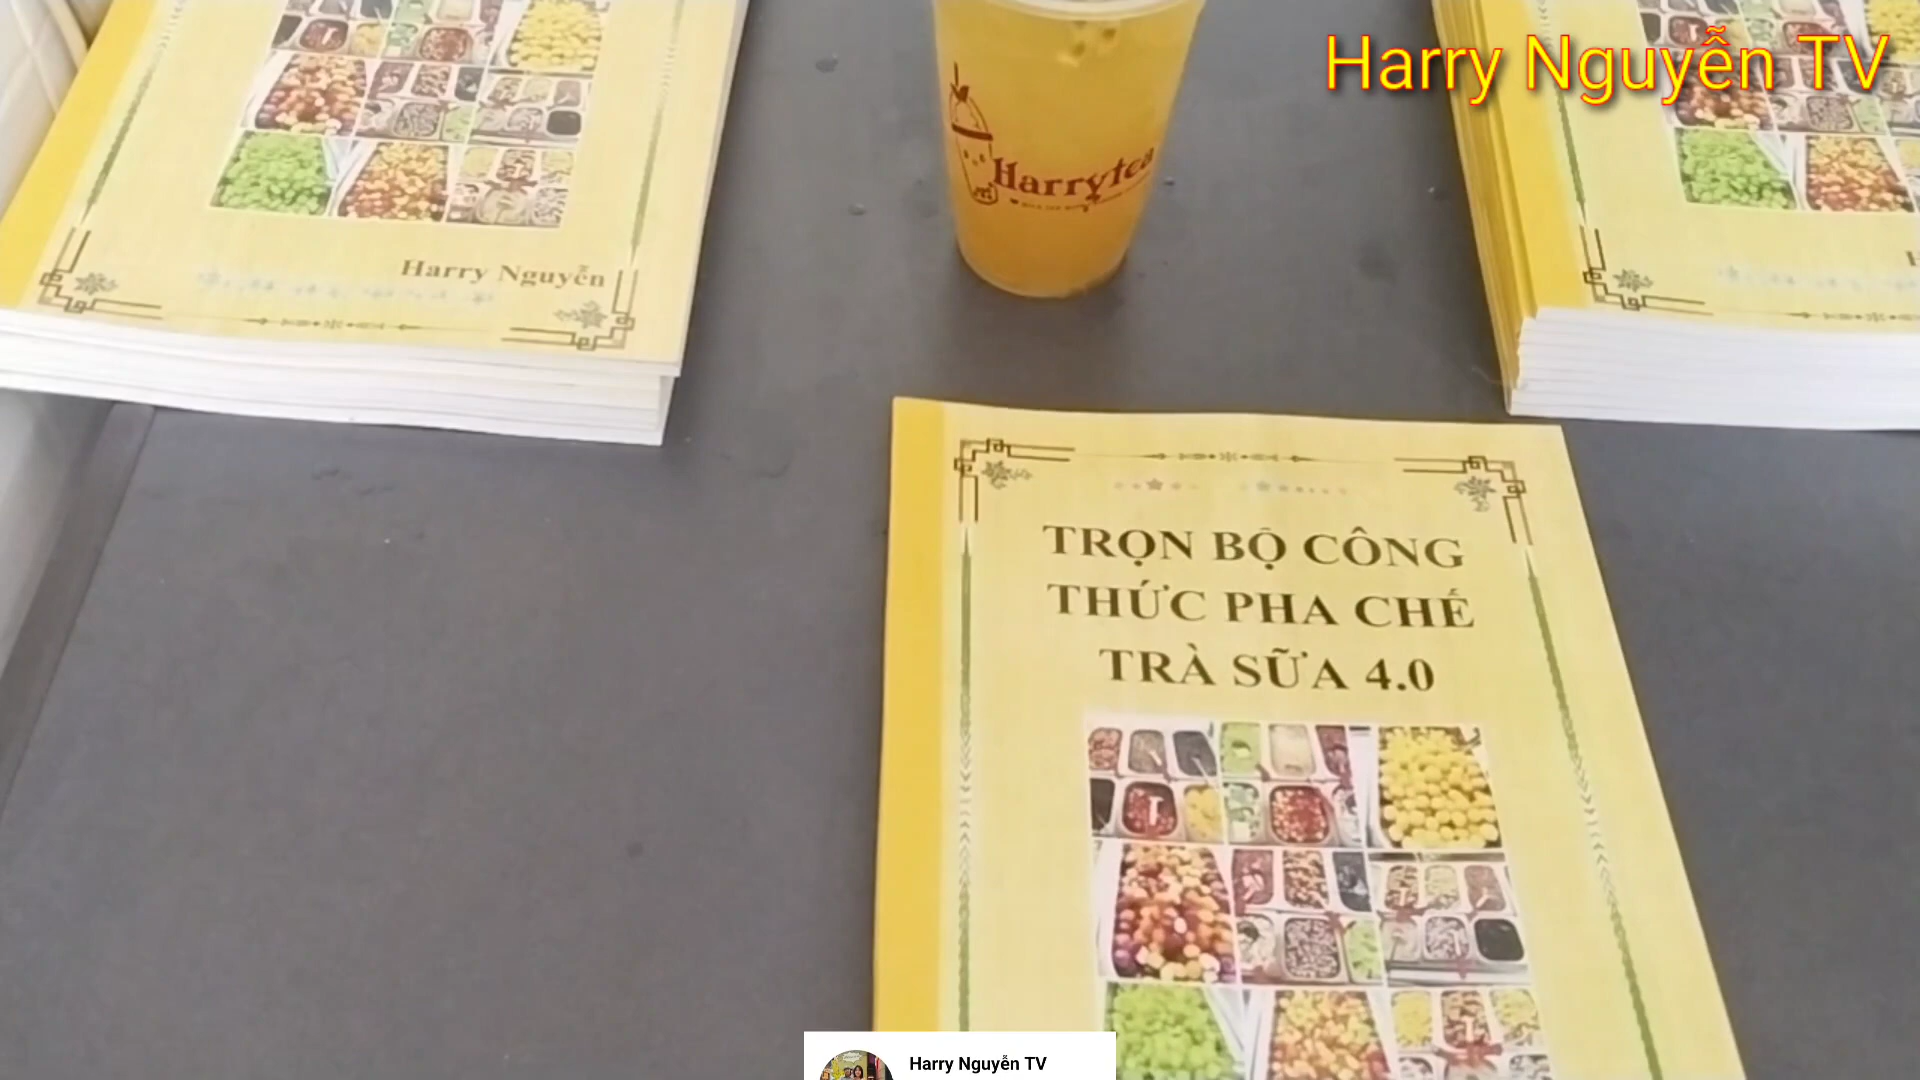 Harry Nguyễn TV
Harrytea
Harry Nguyễn
TRỌN BỘ CÔNG
THỨC PHA CHẾ
TRÀ SỮA 4.0
Harry Nguyễn TV